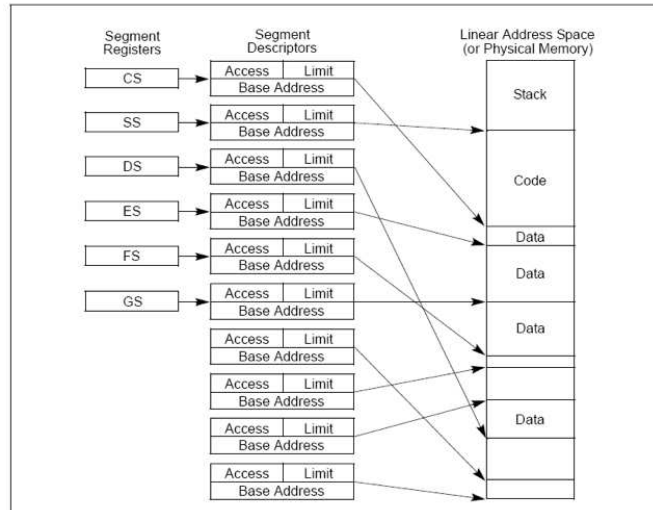 Segment
Registers
Segment
Descriptors
Linear Address Space
(or Physical Memory)
CS
Access Limit
Base Address
Stack
SS
Access Limit
Base Address
DS
Access Limit
Base Address
Code
ES
Access Limit
Base Address
Data
FS
Access Limit
Base Address
Data
GS
Access Limit
Base Address
Data
Access Limit
Base Address
Access Limit
Base Address
Access Limit
Base Address
Data
Access Limit
Base Address